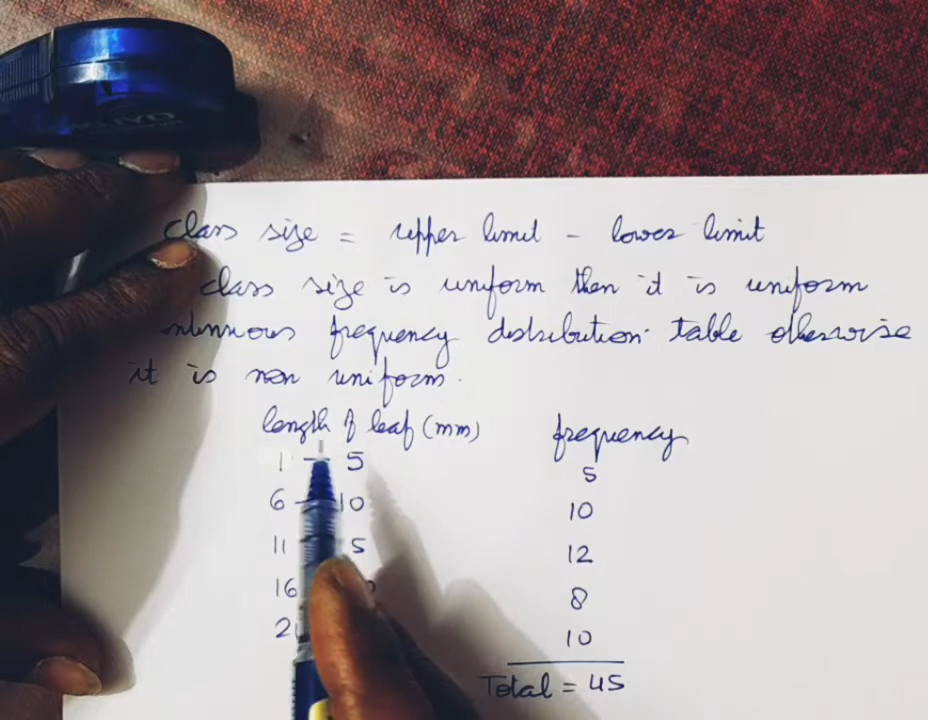 class size = upper limit - lower limit
class size is uniform then it is uniform
frequency distribution table otherwise
it is non uniform.
length of leaf (mm) frequency
1 - 5 5
6 - 10 10
11 5 12
16 8
10
Total = 45